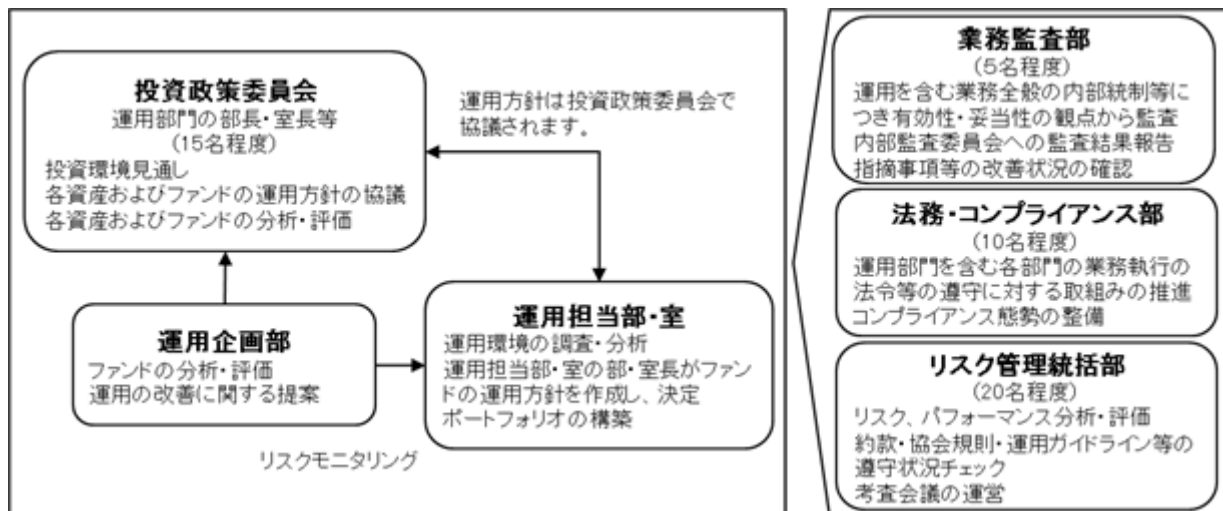 投資政策委員会
運用部門の部長・室長等
(15名程度)
投資環境見通し
各資産およびファンドの運用方針の協議
各資産およびファンドの分析・評価
運用方針は投資政策委員会で
協議されます。
運用企画部
ファンドの分析・評価
運用の改善に関する提案
運用担当部・室
運用環境の調査・分析
運用担当部・室の部・室長がファン
ドの運用方針を作成し、決定
ポートフォリオの構築
リスクモニタリング
業務監査部
(5名程度)
運用を含む業務全般の内部統制等に
つき有効性・妥当性の観点から監査
内部監査委員会への監査結果報告
指摘事項等の改善状況の確認
法務・コンプライアンス部
(10名程度)
運用部門を含む各部門の業務執行の
法令等の遵守に対する取組みの推進
コンプライアンス態勢の整備
リスク管理統括部
(20名程度)
リスク、パフォーマンス分析・評価
約款・協会規則・運用ガイドライン等の
遵守状況チェック
考査会議の運営